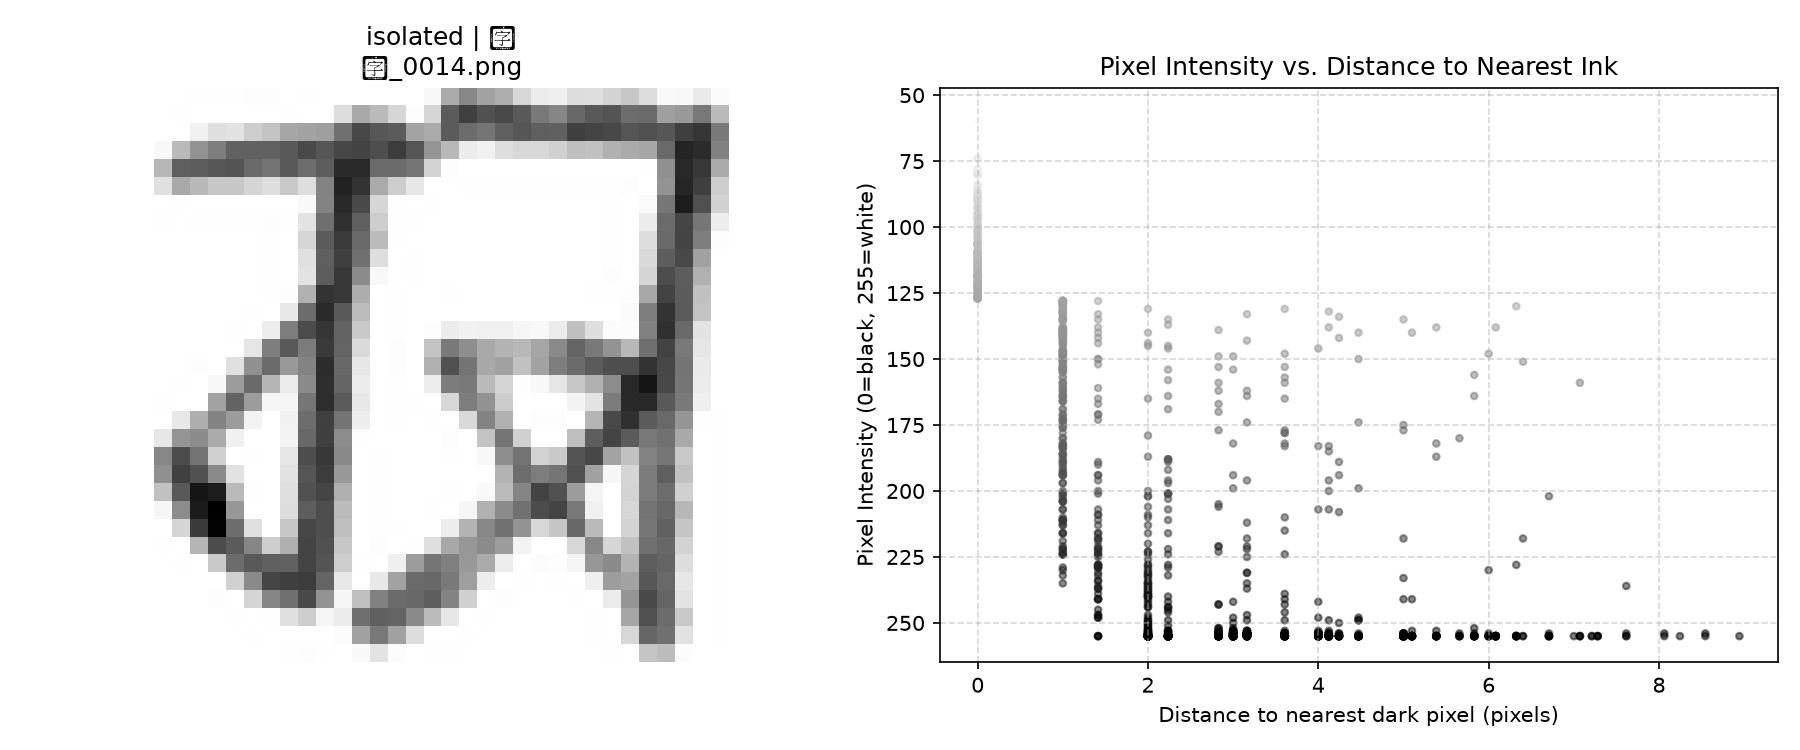 isolated |
_0014.png
Pixel Intensity vs. Distance to Nearest Ink
Pixel Intensity (0=black, 255=white)
50
75
100
125
150
175
200
225
250
0 2 4 6 8
Distance to nearest dark pixel (pixels)